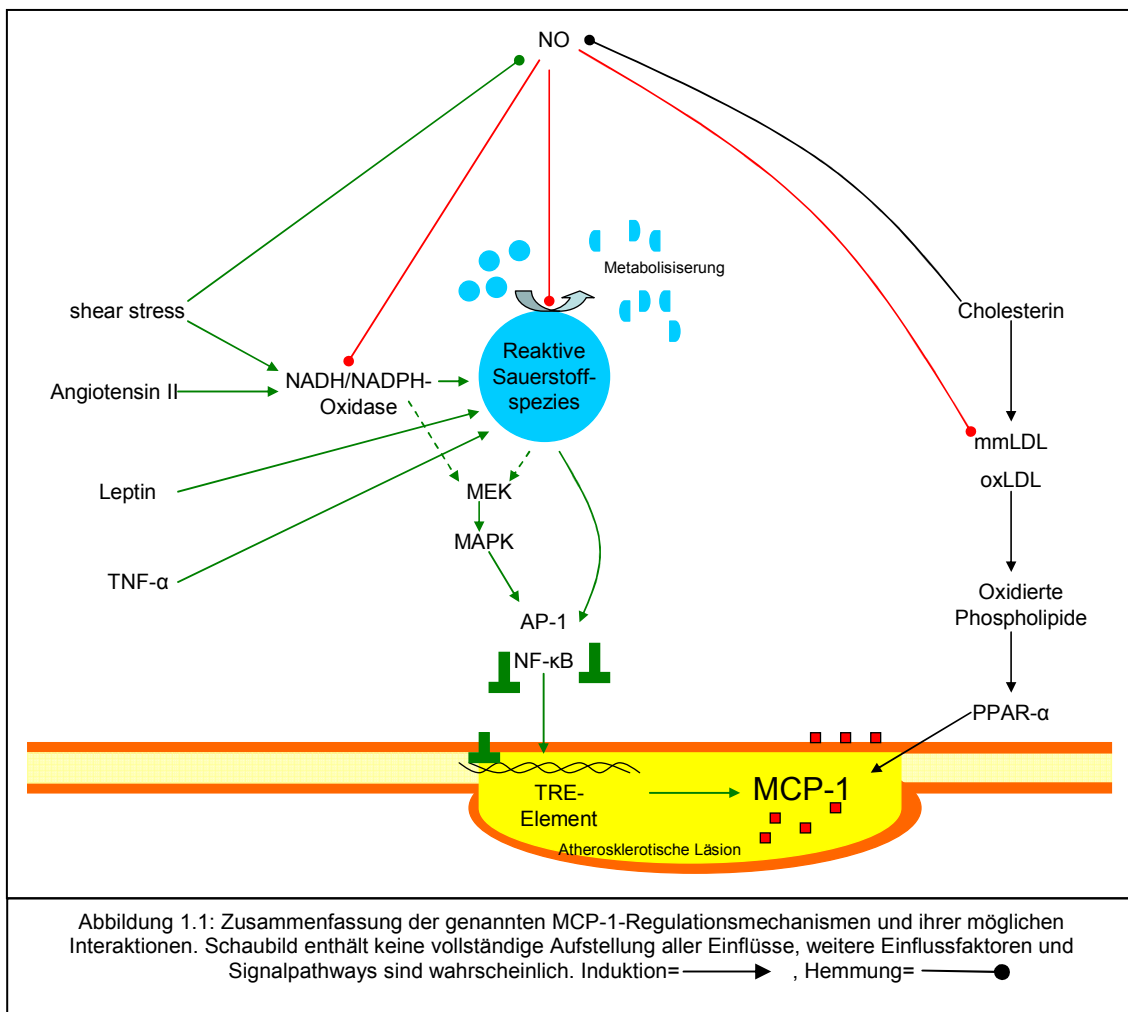 NO
Metabolisiserung
shear stress
Cholesterin
Reaktive
Sauerstoff-
spezies
Angiotensin II
NADH/NADPH-
Oxidase
mmLDL
oxLDL
Leptin
MEK
MAPK
TNF-α
Oxidierte
Phospholipide
AP-1
NF-κB
PPAR-α
TRE-
Element
MCP-1
Atherosklerotische Läsion
Abbildung 1.1: Zusammenfassung der genannten MCP-1-Regulationsmechanismen und ihrer möglichen
Interaktionen. Schaubild enthält keine vollständige Aufstellung aller Einflüsse, weitere Einflussfaktoren und
Signalpathways sind wahrscheinlich. Induktion= , Hemmung=